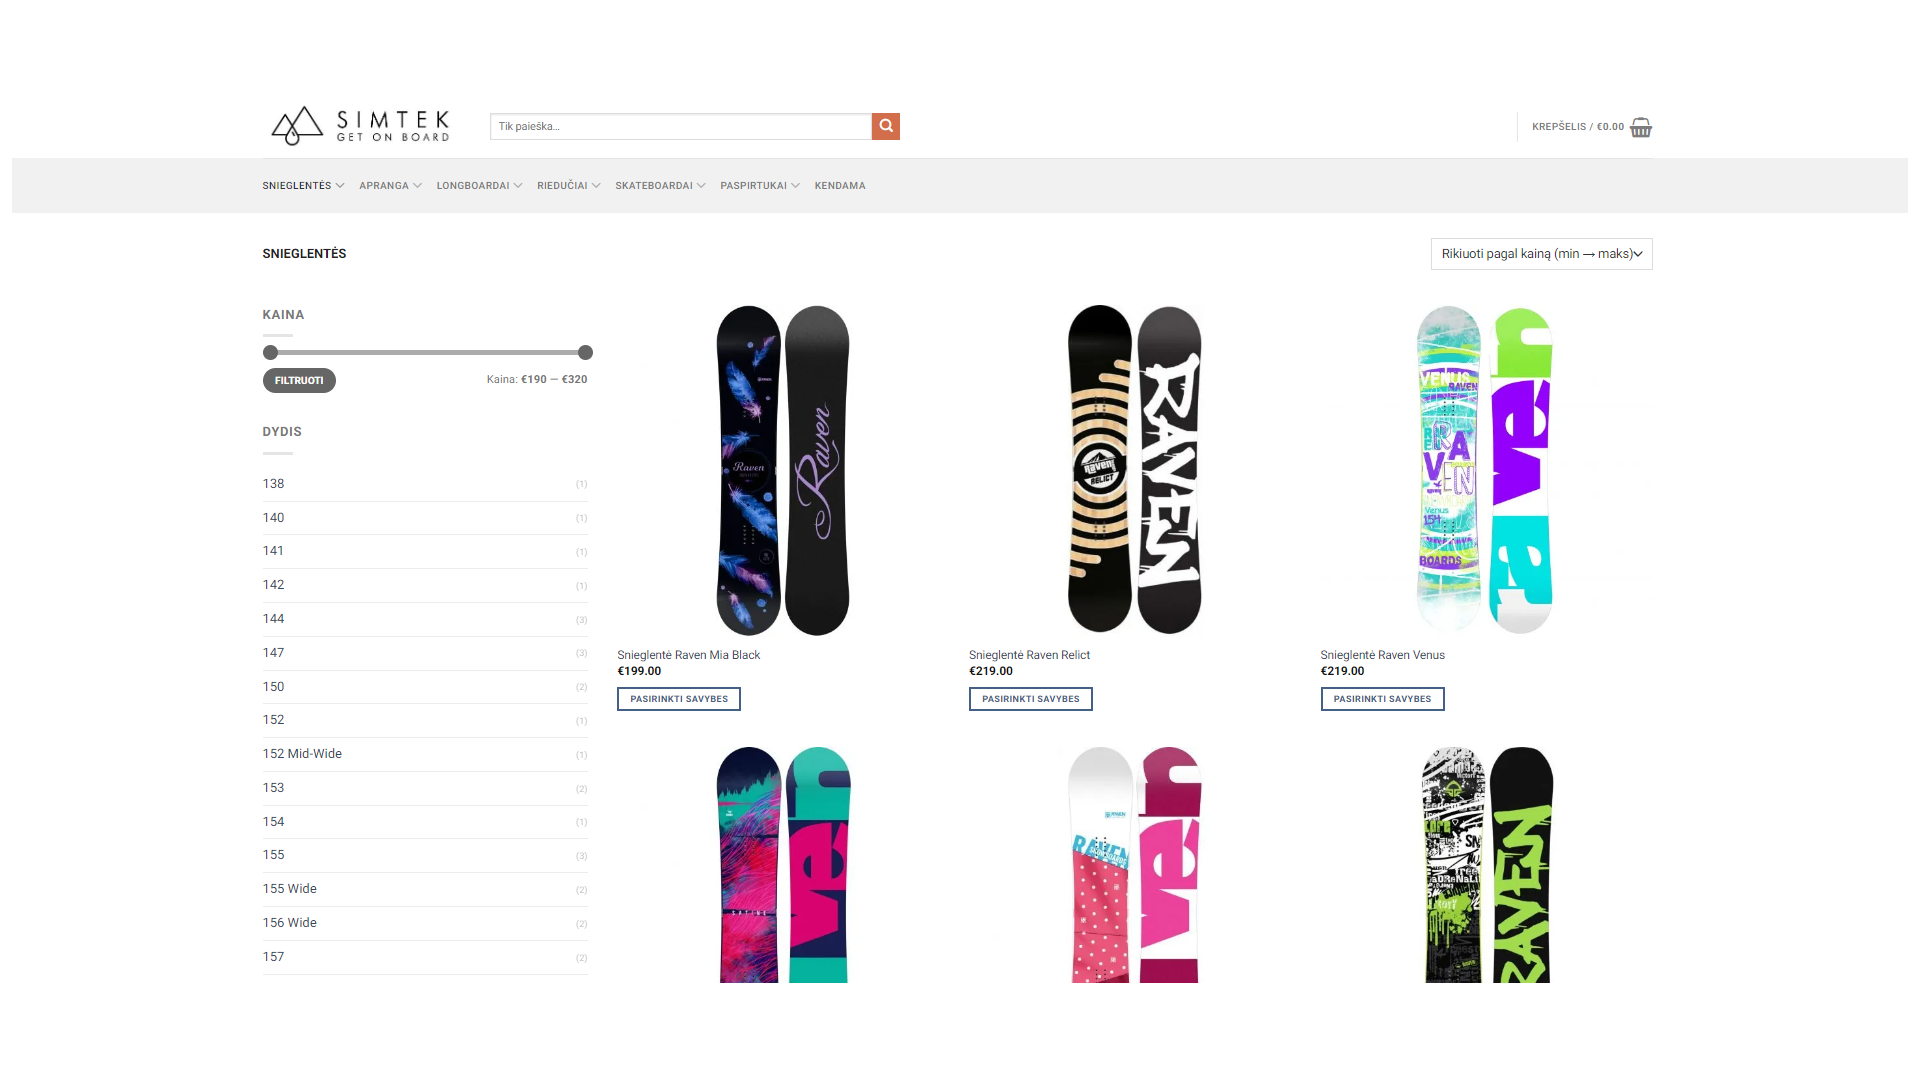 SIMTEK
GET ON BOARD
Tik paieška...
KREPŠELIS / €0.00
SNIEGLENTĖS APRANGA LONGBOARDAI RIEDUČIAI SKATEBOARDAI PASPIRTUKAI KENDAMA
SNIEGLENTĖS
Rikiuoti pagal kainą (min → maks)
KAINA
FILTRUOTI
Kaina: €190 — €320
DYDIS
138 (1)
140 (1)
141 (1)
142 (1)
144 (3)
147 (3)
150 (2)
152 (1)
152 Mid-Wide (1)
153 (2)
154 (1)
155 (3)
155 Wide (2)
156 Wide (2)
157 (2)
Raven
Raven
Raven
RELICT
RAVEN
VENUS
RAVEN
RAVEN
Venus
BOARDS
raven
Snieglentė Raven Mia Black
€199.00
PASIRINKTI SAVYBES
Snieglentė Raven Relict
€219.00
PASIRINKTI SAVYBES
Snieglentė Raven Venus
€219.00
PASIRINKTI SAVYBES
ven
RAVEN
RAVEN
SNOWBOARDS
ven
CORE
RAVEN